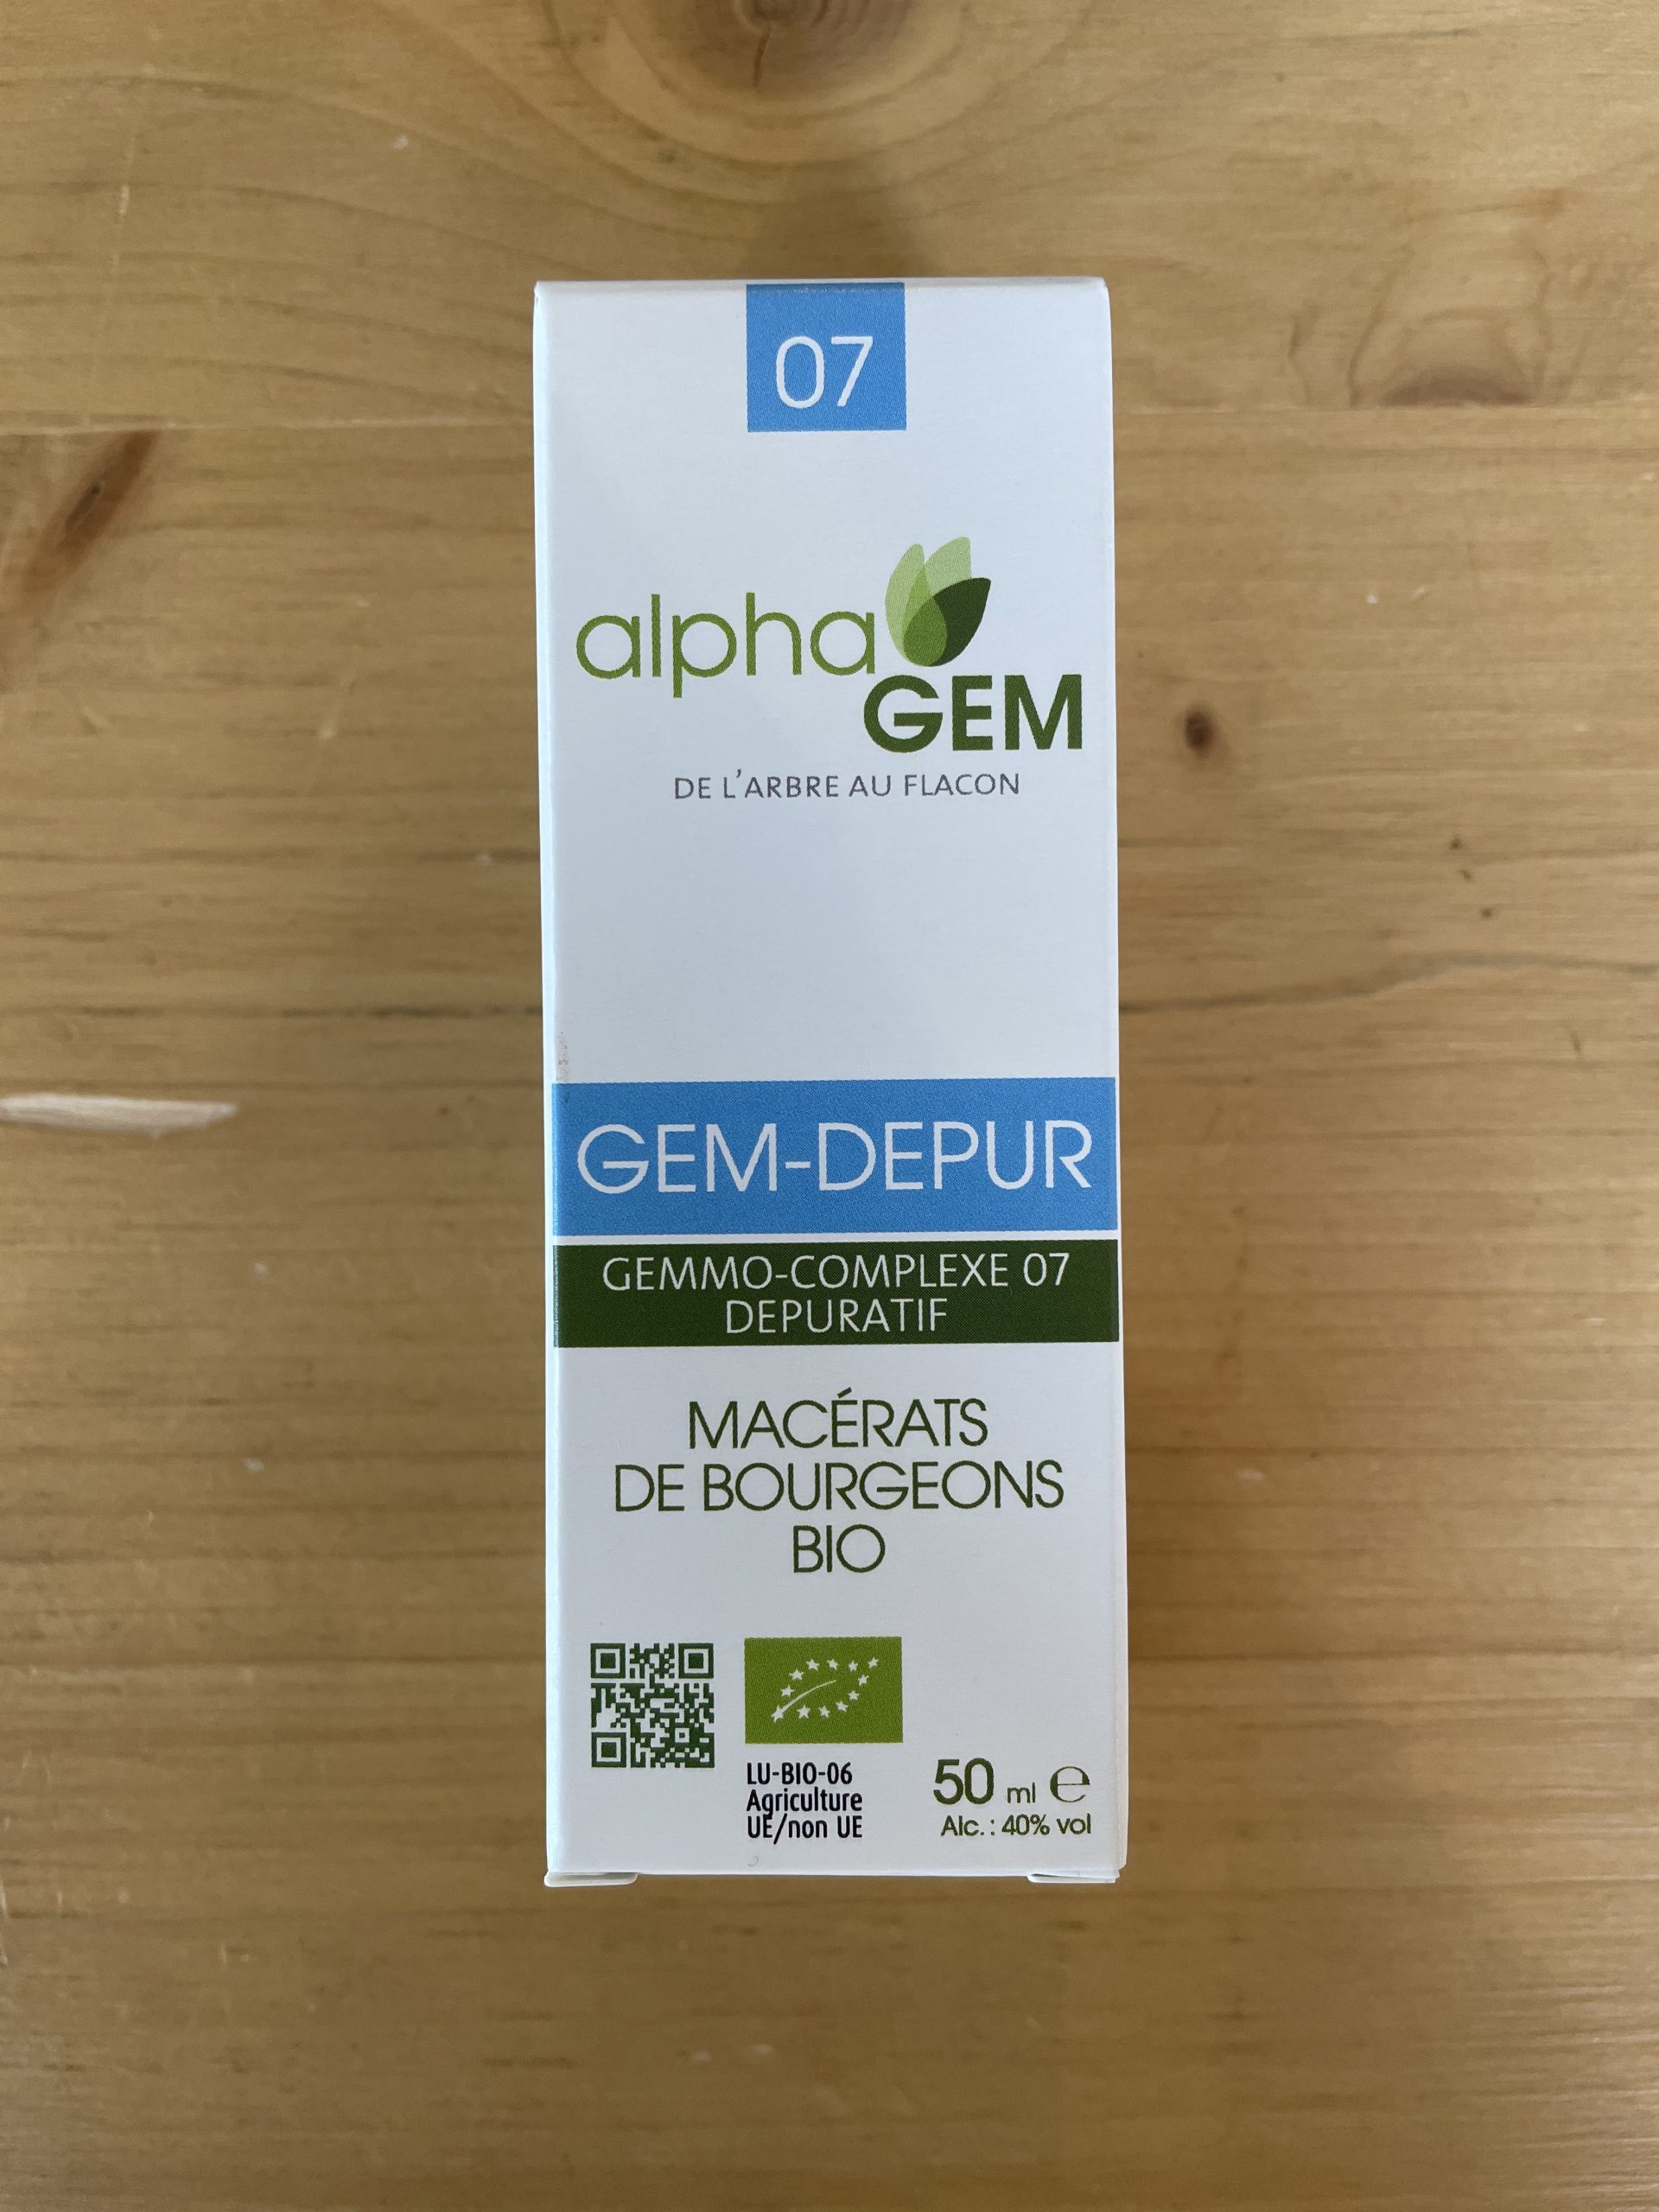 07
alpha
GEM
DE L'ARBRE AU FLACON
GEM-DEPUR
GEMMO-COMPLEXE 07
DEPURATIF
MACÉRATS
DE BOURGEONS
BIO
LU-BIO-06
Agriculture
UE/non UE
50 ml e
Alc.: 40% vol